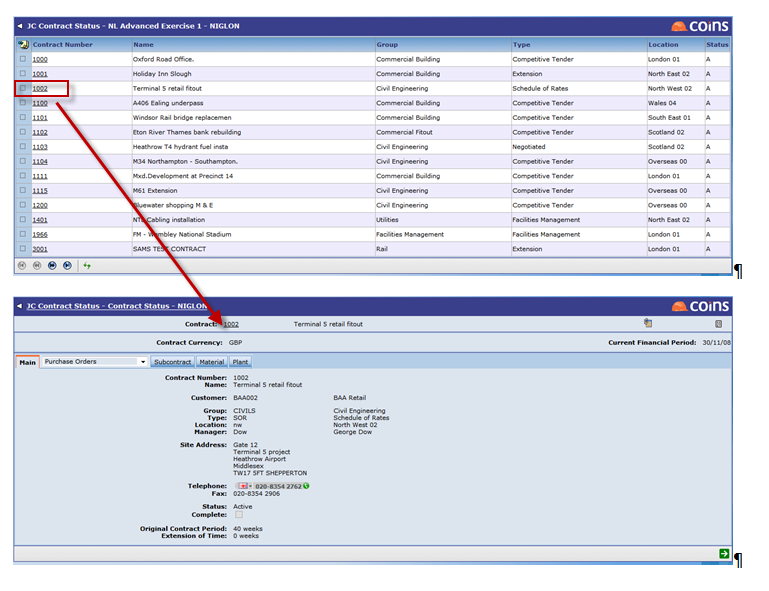 JC Contract Status - NL Advanced Exercise 1 - NIGLON coins
Contract Number Name Group Type Location Status
1000 Oxford Road Office. Commercial Building Competitive Tender London 01 A
1001 Holiday Inn Slough Commercial Building Extension North East 02 A
1002 Terminal 5 retail fitout Civil Engineering Schedule of Rates North West 02 A
1100 A406 Ealing underpass Commercial Building Competitive Tender Wales 04 A
1101 Windsor Rail bridge replacemen Commercial Building Competitive Tender South East 01 A
1102 Eton River Thames bank rebuilding Commercial Fitout Competitive Tender Scotland 02 A
1103 Heathrow T4 hydrant fuel insta Civil Engineering Negotiated Scotland 02 A
1104 M34 Northampton - Southampton. Civil Engineering Competitive Tender Overseas 00 A
1111 Mxd.Development at Precinct 14 Commercial Building Competitive Tender London 01 A
1115 M61 Extension Civil Engineering Competitive Tender Overseas 00 A
1200 Bluewater shopping M & E Civil Engineering Competitive Tender Overseas 00 A
1401 Cabling installation Utilities Facilities Management North East 02 A
1966 FM - Wembley National Stadium Facilities Management Facilities Management London 01 A
3001 SAMS TEST CONTRACT Rail Extension London 01 A
¶
JC Contract Status - Contract Status - NIGLON coins
Contract: 1002 Terminal 5 retail fitout
Contract Currency: GBP Current Financial Period: 30/11/08
Main Purchase Orders Subcontract Material Plant
Contract Number: 1002
Name: Terminal 5 retail fitout
Customer: BAA002 BAA Retail
Group: CIVILS Civil Engineering
Type: SOR Schedule of Rates
Location: nw North West 02
Manager: Dow George Dow
Site Address: Gate 12
Terminal 5 project
Heathrow Airport
Middlesex
TW17 5FT SHEPPERTON
Telephone: 020-8354 2762
Fax: 020-8354 2906
Status: Active
Complete:
Original Contract Period: 40 weeks
Extension of Time: 0 weeks
¶